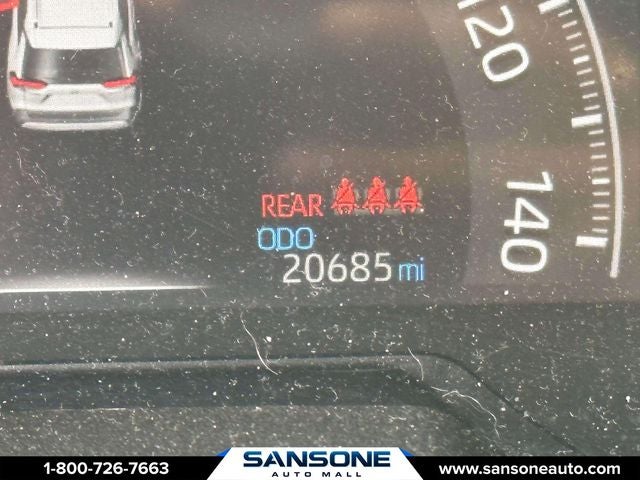 120
REAR
140
ODO
20685 mi
1-800-726-7663
SANSONE
AUTO MALL
www.sansoneauto.com